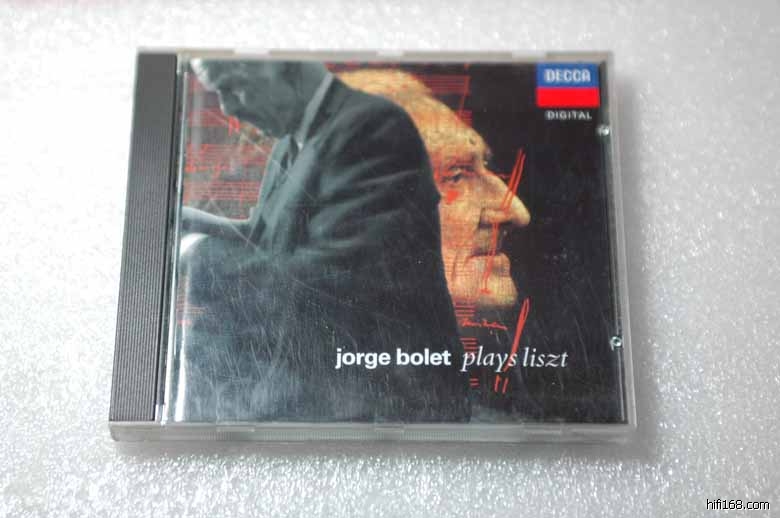 DECCA
DIGITAL
jorge bolet plays liszt
hifi168.com